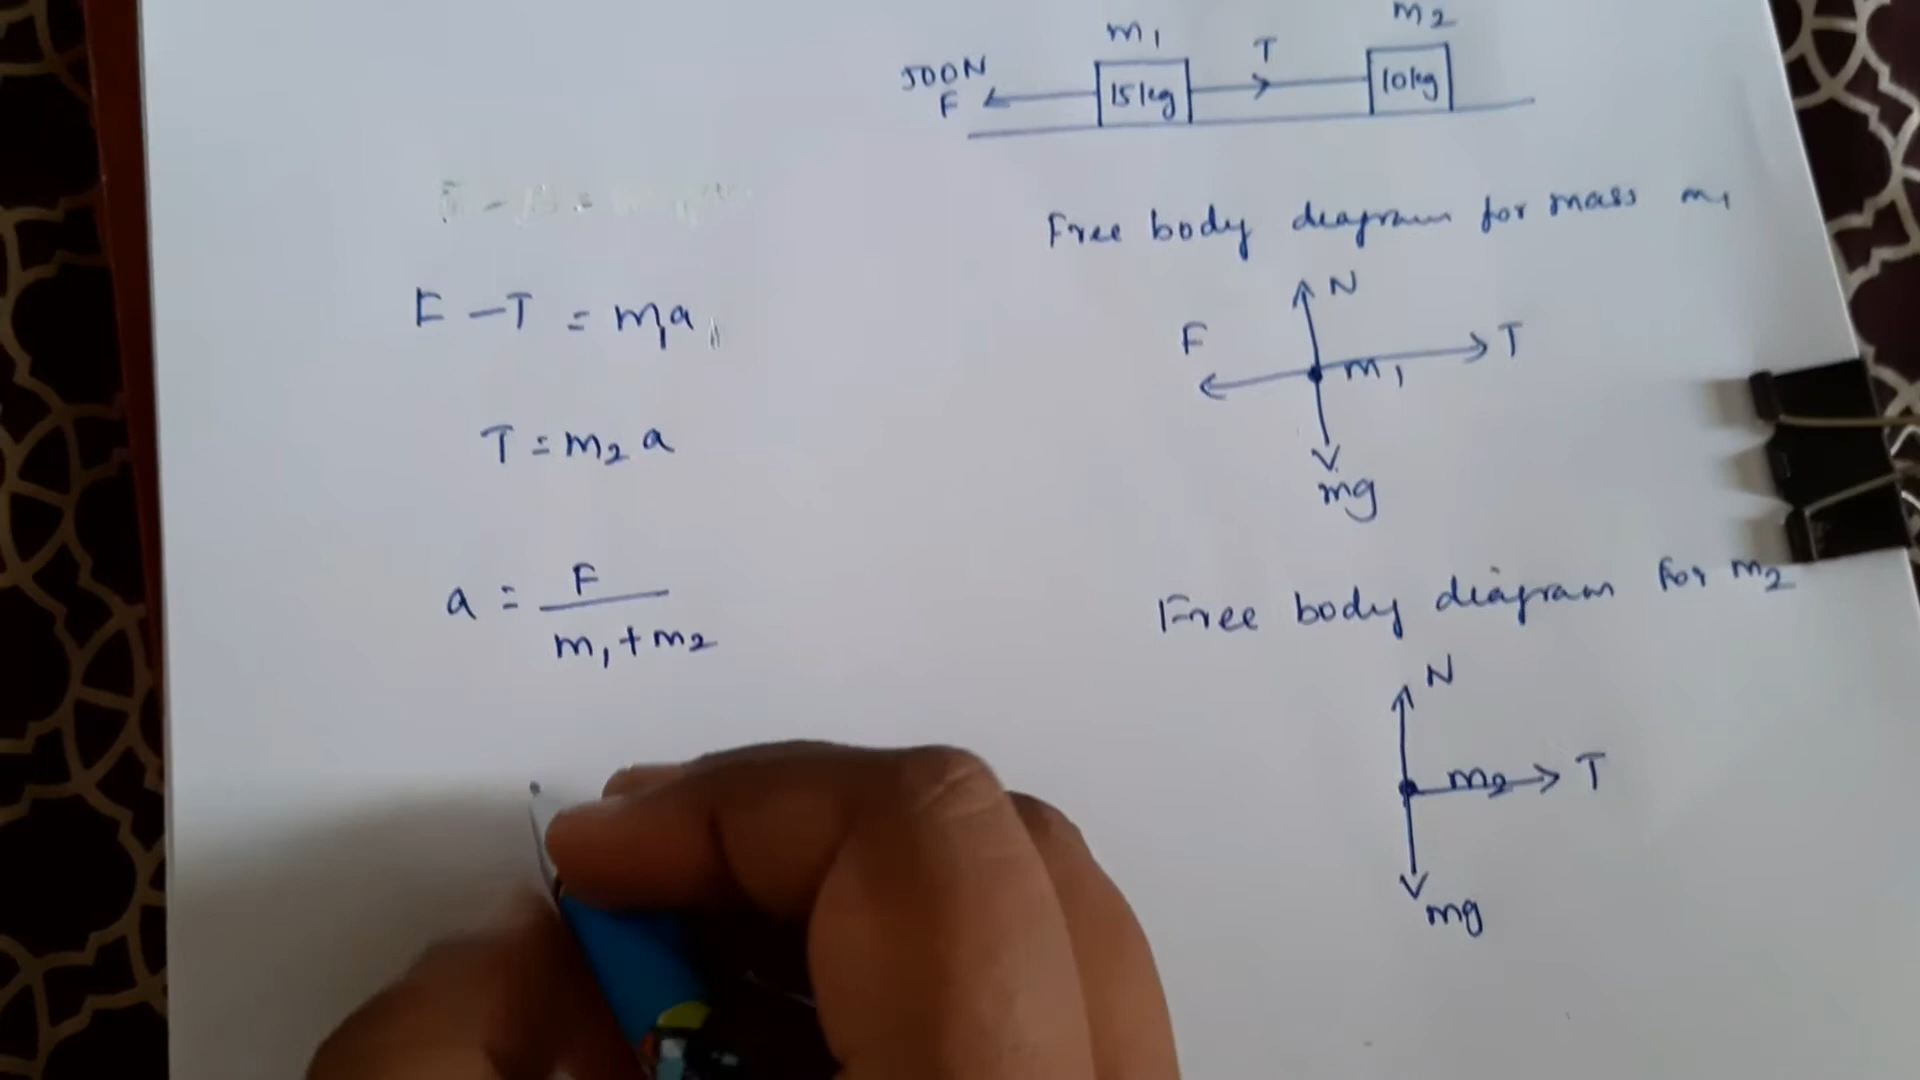 m1
m2
500N
F
15kg
T
10kg
Free body diagram for mass m1
F - T = m1a
N
F
T
m1
mg
T = m2 a
a = F / m1 + m2
Free body diagram for m2
N
m2
T
mg